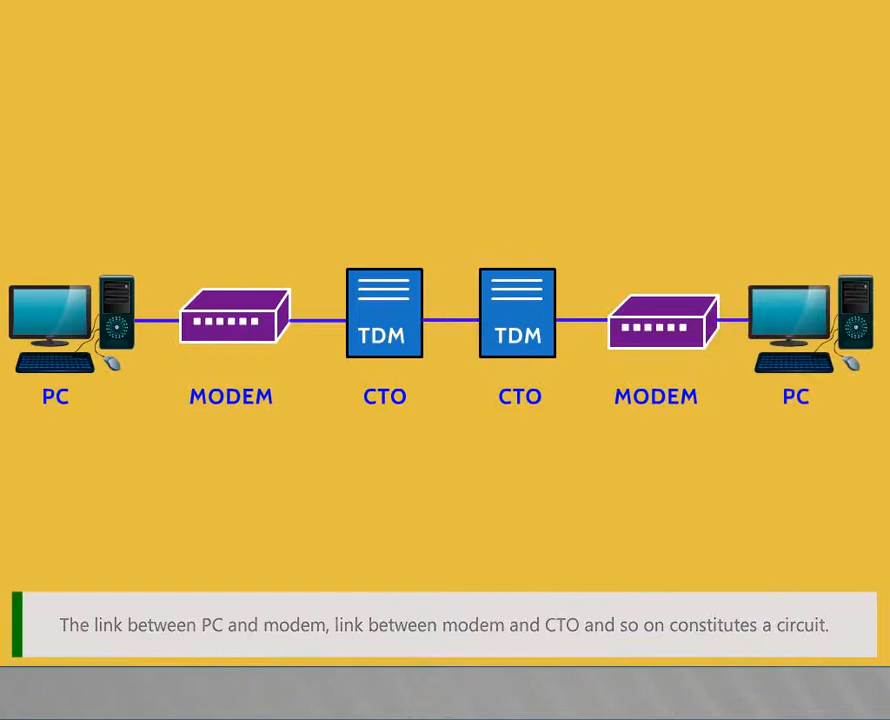 TDM
TDM
PC
MODEM
CTO
CTO
MODEM
PC
The link between PC and modem, link between modem and CTO and so on constitutes a circuit.